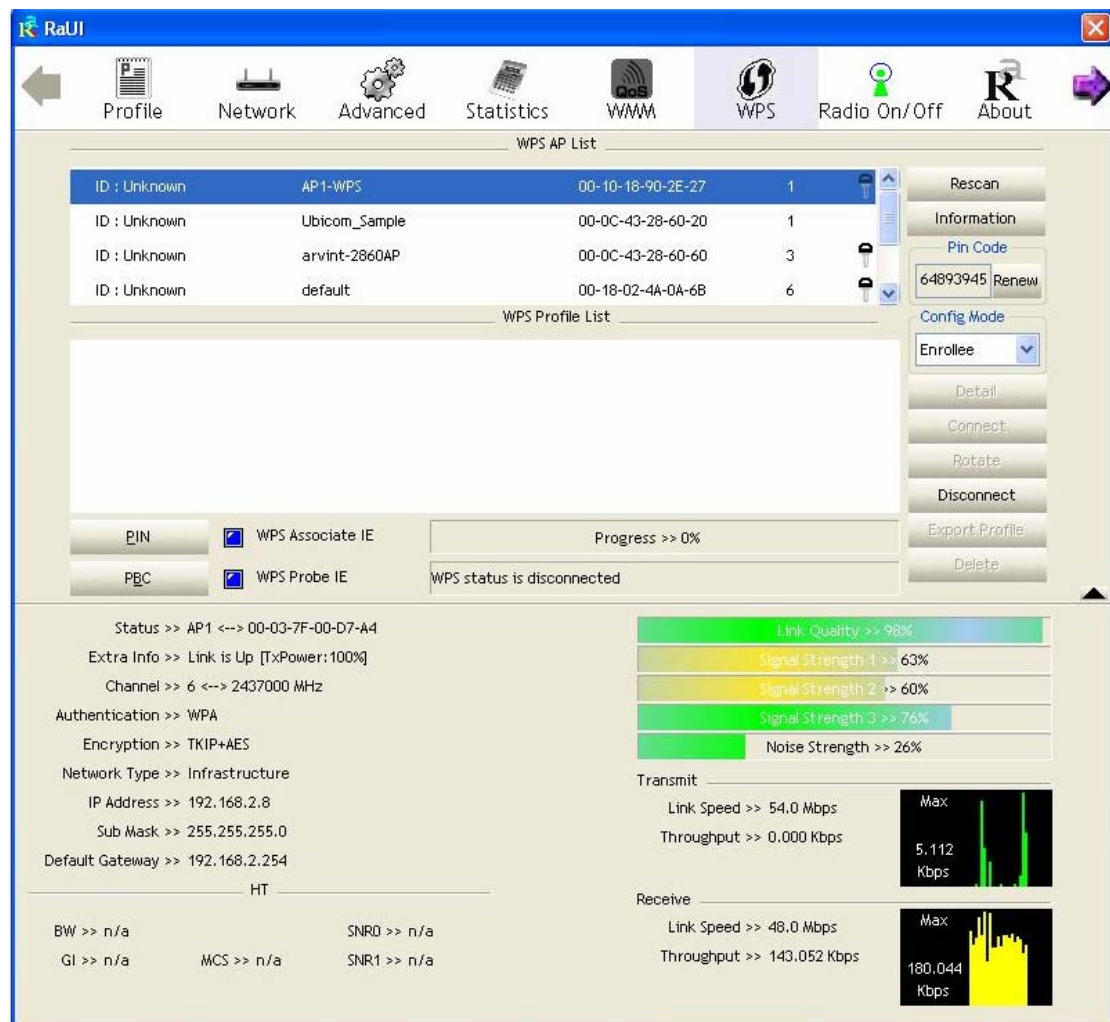 RaUI
Profile Network Advanced Statistics QoS WMM WPS Radio On/Off About
WPS AP List
ID : Unknown AP1-WPS 00-10-18-90-2E-27 1
ID : Unknown Ubicom_Sample 00-0C-43-28-60-20 1
ID : Unknown arvint-2860AP 00-0C-43-28-60-60 3
ID : Unknown default 00-18-02-4A-0A-6B 6
Rescan
Information
Pin Code
64893945 Renew
Config Mode
Enrollee
Detail
Connect
Rotate
Disconnect
Export Profile
Delete
WPS Profile List
PIN WPS Associate IE Progress >> 0%
PBC WPS Probe IE WPS status is disconnected
Status >> AP1 <--> 00-03-7F-00-D7-A4
Extra Info >> Link is Up [TxPower:100%]
Channel >> 6 <--> 2437000 MHz
Authentication >> WPA
Encryption >> TKIP+AES
Network Type >> Infrastructure
IP Address >> 192.168.2.8
Sub Mask >> 255.255.255.0
Default Gateway >> 192.168.2.254
HT
BW >> n/a SNR0 >> n/a
GI >> n/a MCS >> n/a SNR1 >> n/a
Link Quality >> 98%
Signal Strength 1 >> 63%
Signal Strength 2 >> 60%
Signal Strength 3 >> 76%
Noise Strength >> 26%
Transmit
Link Speed >> 54.0 Mbps
Throughput >> 0.000 Kbps
Max
5.112
Kbps
Receive
Link Speed >> 48.0 Mbps
Throughput >> 143.052 Kbps
Max
180.044
Kbps